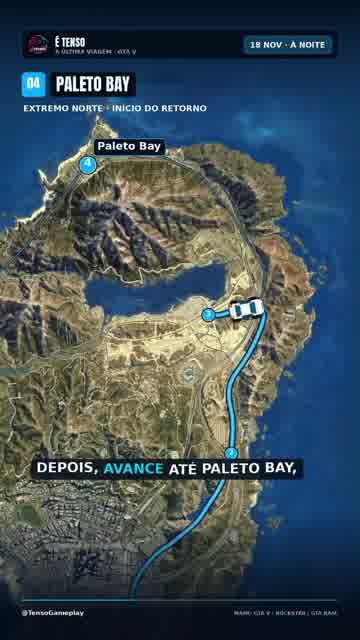 É TENSO
A ÚLTIMA VIAGEM · GTA V
18 NOV · À NOITE
04 PALETO BAY
EXTREMO NORTE · INÍCIO DO RETORNO
Paleto Bay
4
3
2
DEPOIS, AVANCE ATÉ PALETO BAY,
@TensoGameplay
MAPA: GTA V / ROCKSTAR | GTA BASE